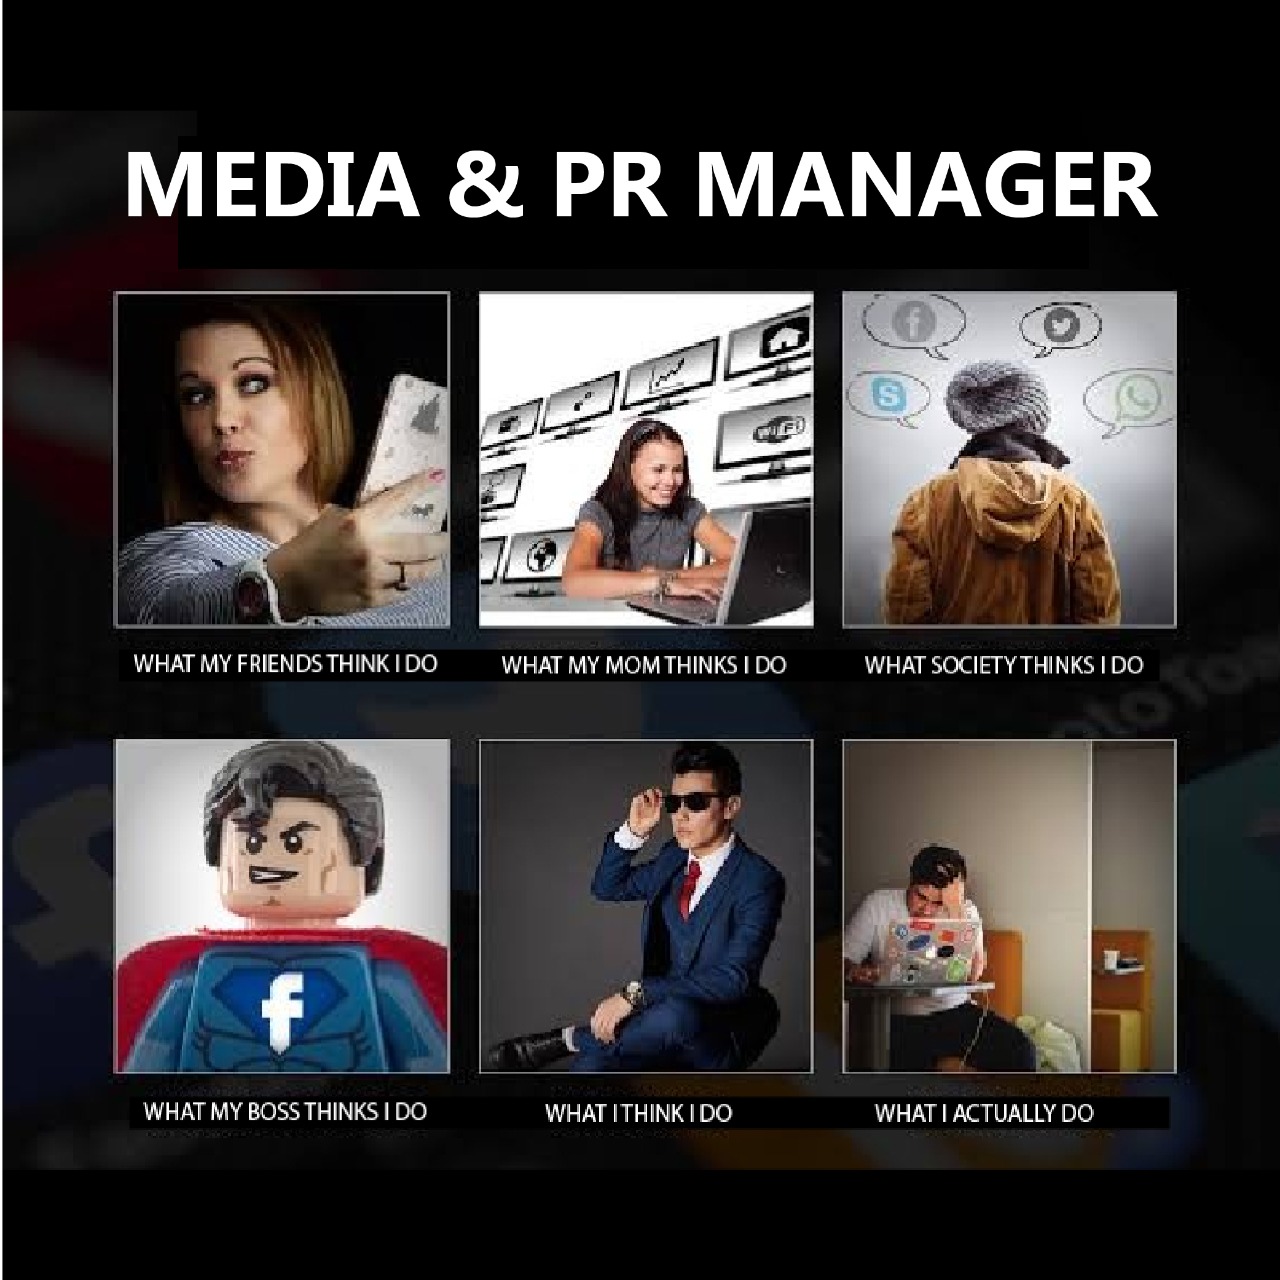 MEDIA & PR MANAGER
WiFi
WHAT MY FRIENDS THINK I DO
WHAT MY MOM THINKS I DO
WHAT SOCIETY THINKS I DO
f
WHAT MY BOSS THINKS I DO
WHAT I THINK I DO
WHAT I ACTUALLY DO